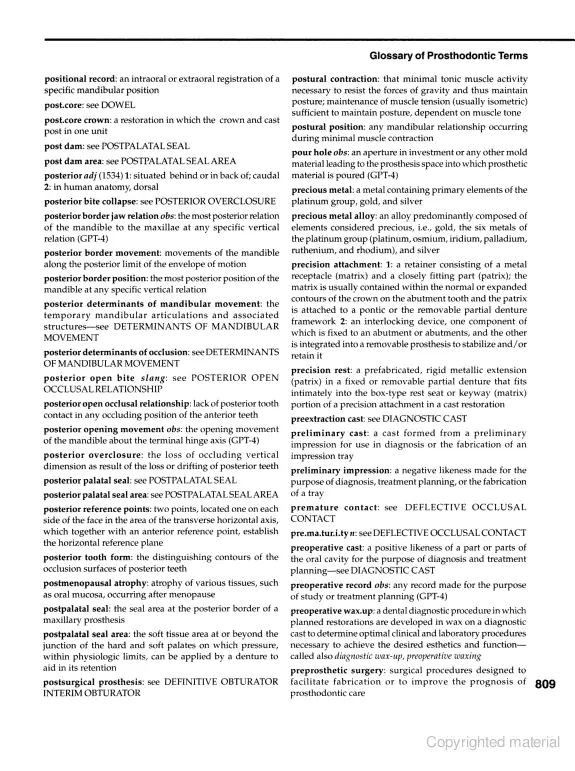 Glossary of Prosthodontic Terms
positional record: an intraoral or extraoral registration of a
specific mandibular position
post.core: see DOWEL
post.core crown: a restoration in which the crown and cast
post in one unit
post dam: see POSTPALATAL SEAL
post dam area: see POSTPALATAL SEAL AREA
posterior adj (1534) 1: situated behind or in back of; caudal
2: in human anatomy, dorsal
posterior bite collapse: see POSTERIOR OVERCLOSURE
posterior border jaw relation obs: the most posterior relation
of the mandible to the maxillae at any specific vertical
relation (GPT-4)
posterior border movement: movements of the mandible
along the posterior limit of the envelope of motion
posterior border position: the most posterior position of the
mandible at any specific vertical relation
posterior determinants of mandibular movement: the
temporary mandibular articulations and associated
structures—see DETERMINANTS OF MANDIBULAR
MOVEMENT
posterior determinants of occlusion: see DETERMINANTS
OF MANDIBULAR MOVEMENT
posterior open bite slang: see POSTERIOR OPEN
OCCLUSAL RELATIONSHIP
posterior open occlusal relationship: lack of posterior tooth
contact in any occluding position of the anterior teeth
posterior opening movement obs: the opening movement
of the mandible about the terminal hinge axis (GPT-4)
posterior overclosure: the loss of occluding vertical
dimension as result of the loss or drifting of posterior teeth
posterior palatal seal: see POSTPALATAL SEAL
posterior palatal seal area: see POSTPALATAL SEAL AREA
posterior reference points: two points, located one on each
side of the face in the area of the transverse horizontal axis,
which together with an anterior reference point, establish
the horizontal reference plane
posterior tooth form: the distinguishing contours of the
occlusion surfaces of posterior teeth
postmenopausal atrophy: atrophy of various tissues, such
as oral mucosa, occurring after menopause
postpalatal seal: the seal area at the posterior border of a
maxillary prosthesis
postpalatal seal area: the soft tissue area at or beyond the
junction of the hard and soft palates on which pressure,
within physiologic limits, can be applied by a denture to
aid in its retention
postsurgical prosthesis: see DEFINITIVE OBTURATOR
INTERIM OBTURATOR
postural contraction: that minimal tonic muscle activity
necessary to resist the forces of gravity and thus maintain
posture; maintenance of muscle tension (usually isometric)
sufficient to maintain posture, dependent on muscle tone
postural position: any mandibular relationship occurring
during minimal muscle contraction
pour hole obs: an aperture in investment or any other mold
material leading to the prosthesis space into which prosthetic
material is poured (GPT-4)
precious metal: a metal containing primary elements of the
platinum group, gold, and silver
precious metal alloy: an alloy predominantly composed of
elements considered precious, i.e., gold, the six metals of
the platinum group (platinum, osmium, iridium, palladium,
ruthenium, and rhodium), and silver
precision attachment: 1: a retainer consisting of a metal
receptacle (matrix) and a closely fitting part (patrix); the
matrix is usually contained within the normal or expanded
contours of the crown on the abutment tooth and the patrix
is attached to a pontic or the removable partial denture
framework 2: an interlocking device, one component of
which is fixed to an abutment or abutments, and the other
is integrated into a removable prosthesis to stabilize and/or
retain it
precision rest: a prefabricated, rigid metallic extension
(patrix) in a fixed or removable partial denture that fits
intimately into the box-type rest seat or keyway (matrix)
portion of a precision attachment in a cast restoration
preextraction cast: see DIAGNOSTIC CAST
preliminary cast: a cast formed from a preliminary
impression for use in diagnosis or the fabrication of an
impression tray
preliminary impression: a negative likeness made for the
purpose of diagnosis, treatment planning, or the fabrication
of a tray
premature contact: see DEFLECTIVE OCCLUSAL
CONTACT
pre.ma.tur.i.ty n: see DEFLECTIVE OCCLUSAL CONTACT
preoperative cast: a positive likeness of a part or parts of
the oral cavity for the purpose of diagnosis and treatment
planning—see DIAGNOSTIC CAST
preoperative record obs: any record made for the purpose
of study or treatment planning (GPT-4)
preoperative wax.up: a dental diagnostic procedure in which
planned restorations are developed in wax on a diagnostic
cast to determine optimal clinical and laboratory procedures
necessary to achieve the desired esthetics and function—
called also diagnostic wax-up, preoperative waxing
preprosthetic surgery: surgical procedures designed to
facilitate fabrication or to improve the prognosis of
prosthodontic care
809
Copyrighted material